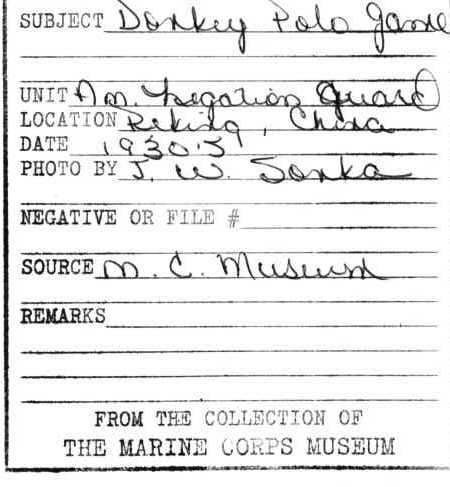 SUBJECT Donkey Polo Game
UNIT Am. Legation Guard
LOCATION Peking, China
DATE 1930's
PHOTO BY J. W. Sonka
NEGATIVE OR FILE #
SOURCE M. C. Museum
REMARKS
FROM THE COLLECTION OF
THE MARINE CORPS MUSEUM